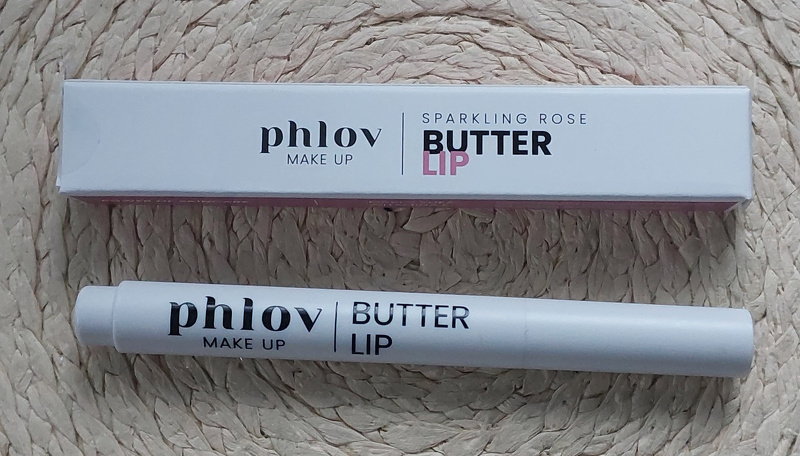 phlov
MAKE UP
SPARKLING ROSE
BUTTER
LIP
phlov
MAKE UP
BUTTER
LIP